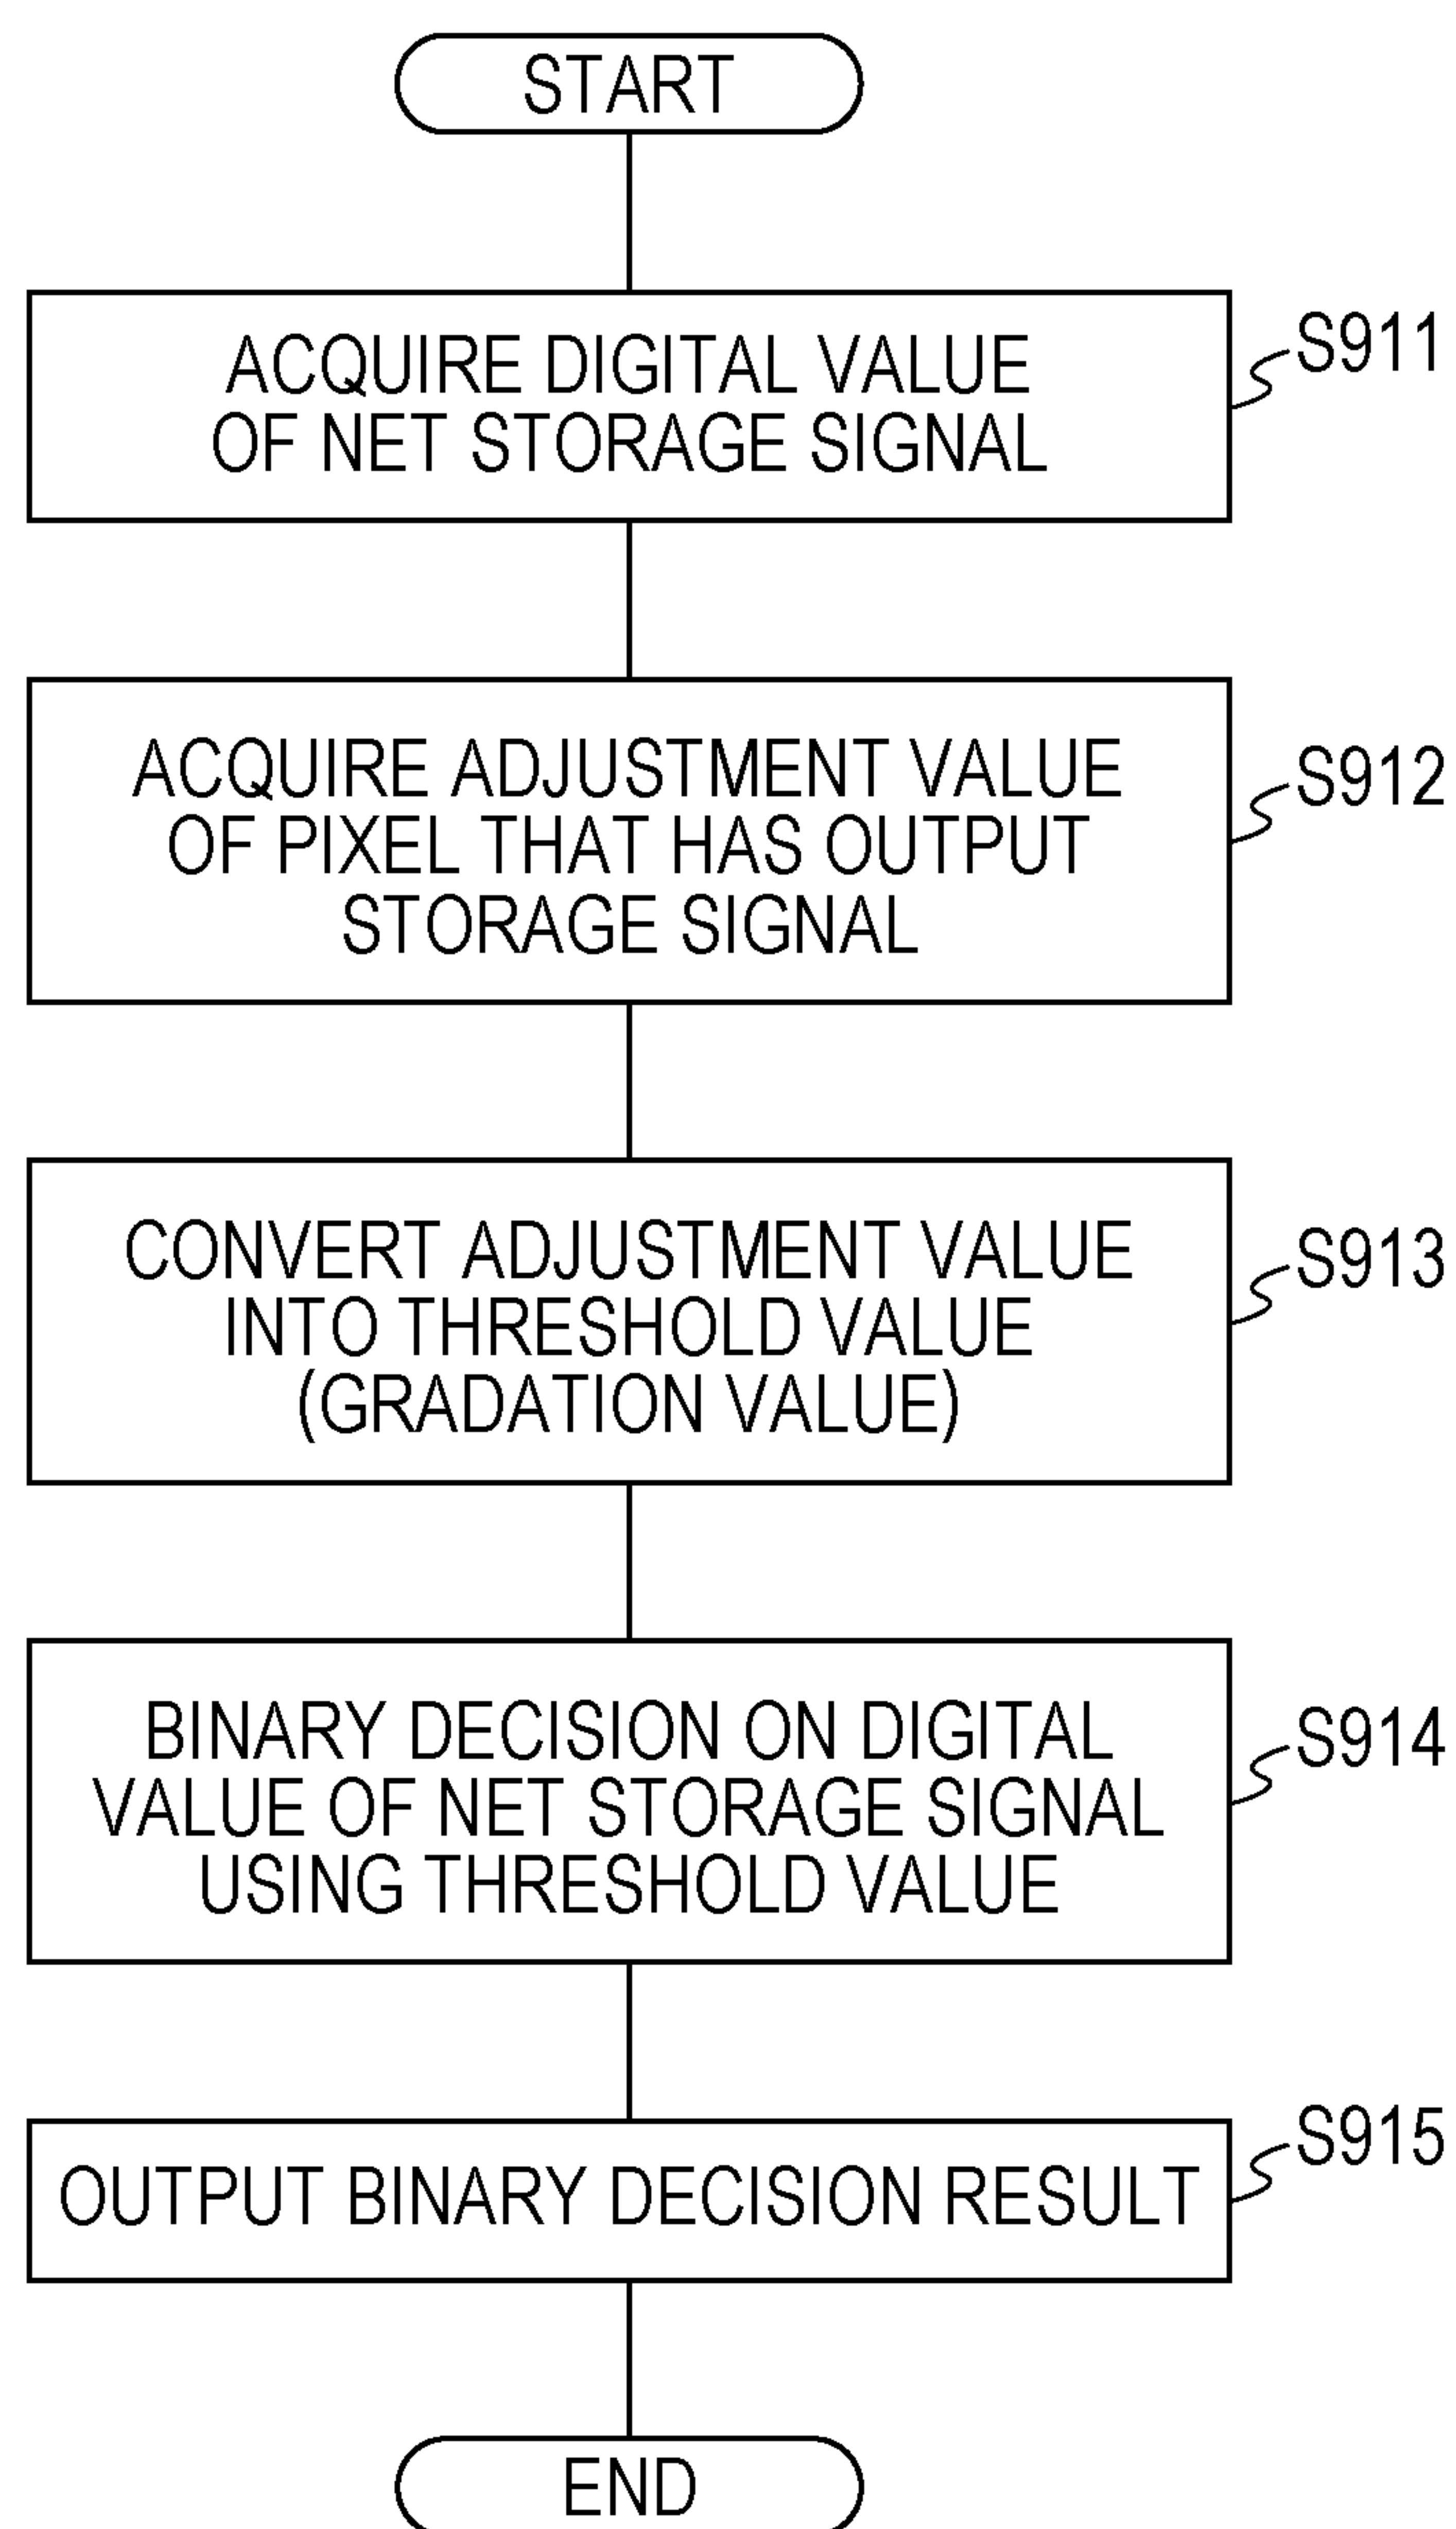 START
ACQUIRE DIGITAL VALUE
OF NET STORAGE SIGNAL
S911
ACQUIRE ADJUSTMENT VALUE
OF PIXEL THAT HAS OUTPUT
STORAGE SIGNAL
S912
CONVERT ADJUSTMENT VALUE
INTO THRESHOLD VALUE
(GRADATION VALUE)
S913
BINARY DECISION ON DIGITAL
VALUE OF NET STORAGE SIGNAL
USING THRESHOLD VALUE
S914
OUTPUT BINARY DECISION RESULT
S915
END